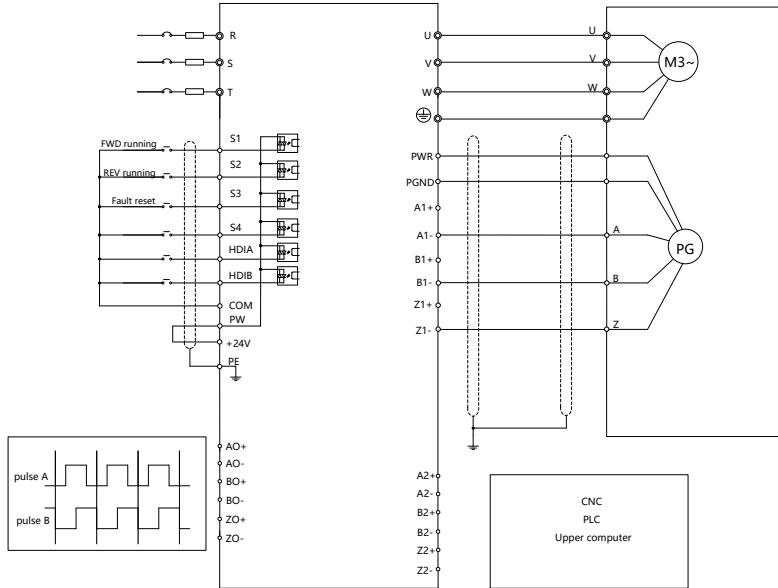 R
S
T
S1
FWD running
S2
REV running
S3
Fault reset
S4
HDIA
HDIB
COM
PW
+24V
PE
AO+
AO-
BO+
BO-
ZO+
ZO-
pulse A
pulse B
U
V
W
PWR
PGND
A1+
A1-
B1+
B1-
Z1+
Z1-
A2+
A2-
B2+
B2-
Z2+
Z2-
U
V
W
M3~
A
B
Z
PG
CNC
PLC
Upper computer